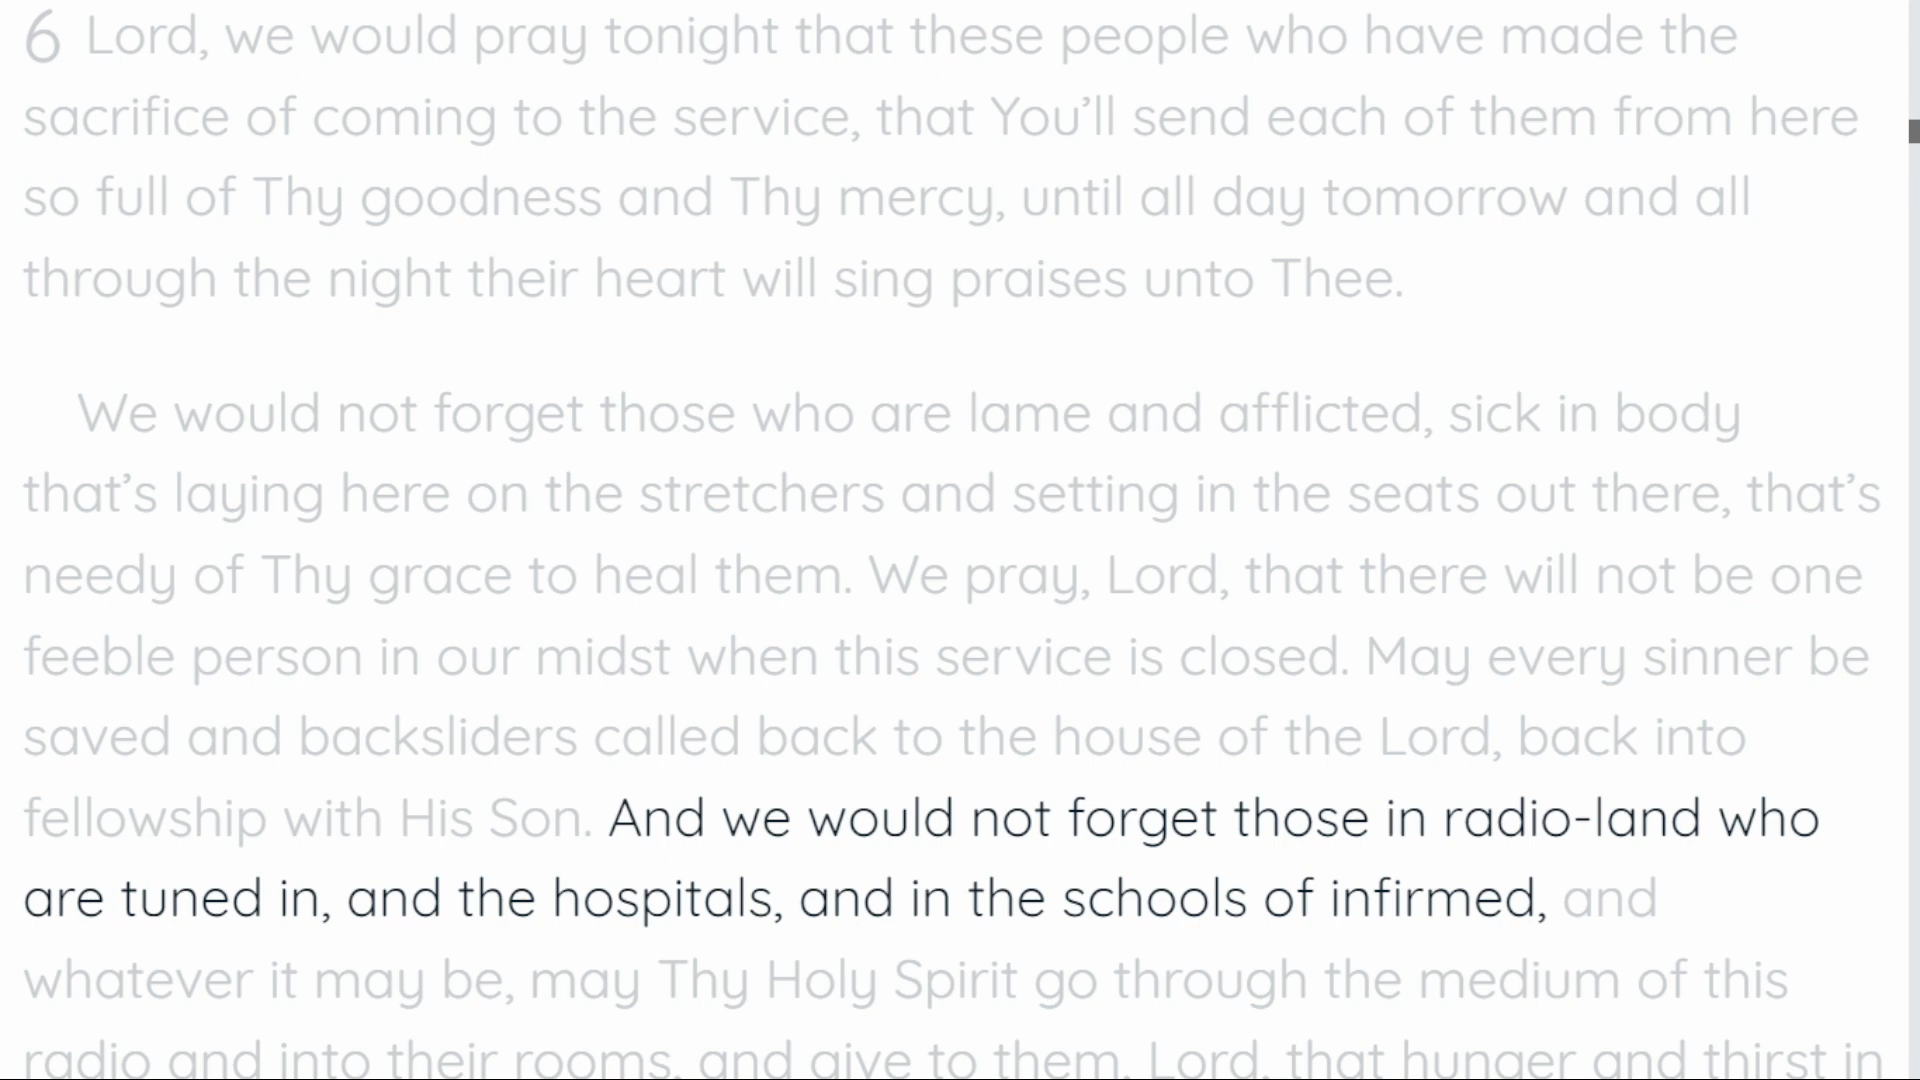 6 Lord, we would pray tonight that these people who have made the
sacrifice of coming to the service, that You’ll send each of them from here
so full of Thy goodness and Thy mercy, until all day tomorrow and all
through the night their heart will sing praises unto Thee.
We would not forget those who are lame and afflicted, sick in body
that’s laying here on the stretchers and setting in the seats out there, that’s
needy of Thy grace to heal them. We pray, Lord, that there will not be one
feeble person in our midst when this service is closed. May every sinner be
saved and backsliders called back to the house of the Lord, back into
fellowship with His Son. And we would not forget those in radio-land who
are tuned in, and the hospitals, and in the schools of infirmed, and
whatever it may be, may Thy Holy Spirit go through the medium of this
radio and into their rooms, and give to them, Lord, that hunger and thirst in